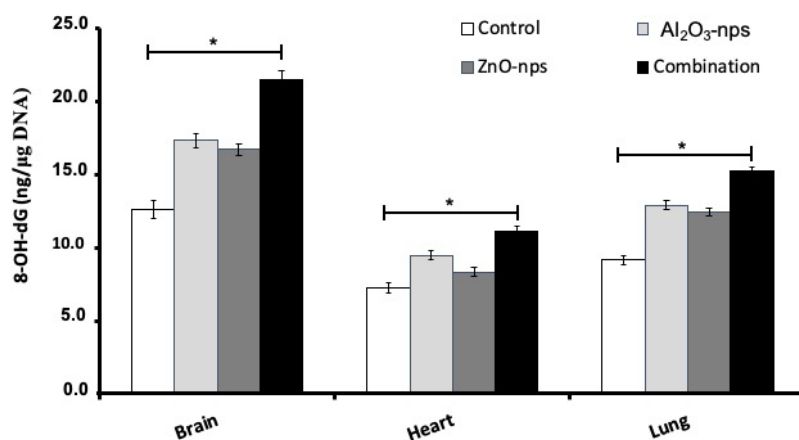 25.0
20.0
15.0
10.0
5.0
0.0
8-OH-dG (ng/µg DNA)
Control
Al₂O₃-nps
ZnO-nps
Combination
*
*
*
Brain
Heart
Lung